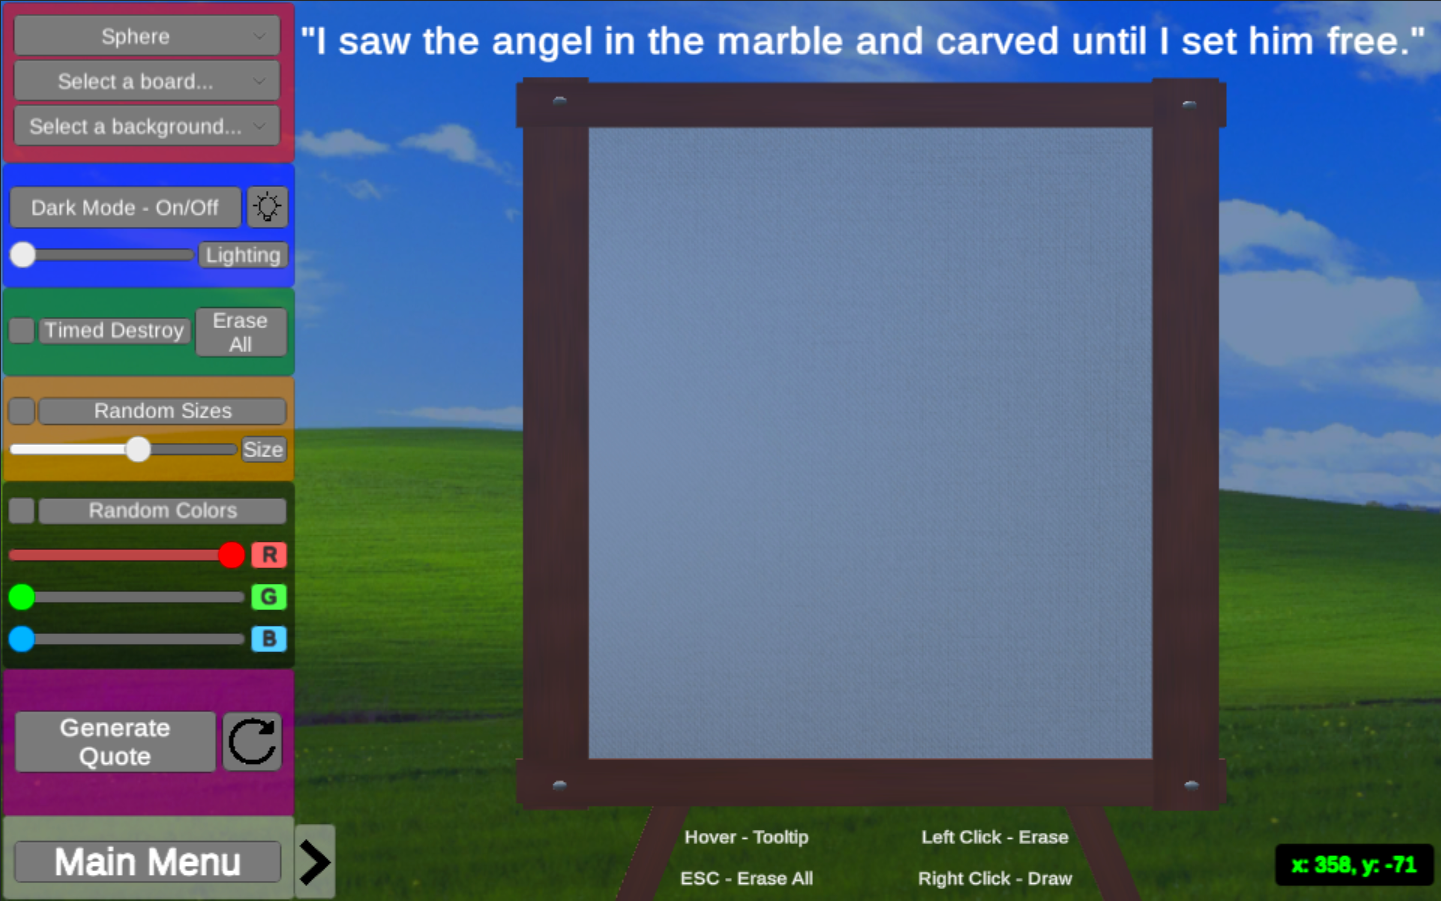 Sphere
Select a board...
Select a background...
"I saw the angel in the marble and carved until I set him free."
Dark Mode - On/Off
Lighting
Timed Destroy
Erase
All
Random Sizes
Size
Random Colors
R
G
B
Generate
Quote
Main Menu
Hover - Tooltip
Left Click - Erase
ESC - Erase All
Right Click - Draw
x: 358, y: -71